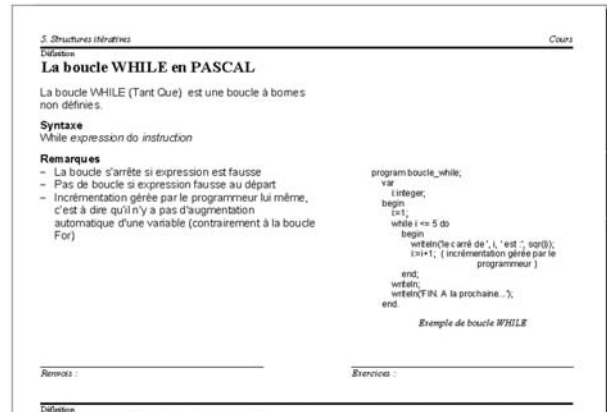 5. Structures itératives
Cours
Définition
La boucle WHILE en PASCAL
La boucle WHILE (Tant Que) est une boucle à bornes
non définies.
Syntaxe
While expression do instruction
Remarques
– La boucle s'arrête si expression est fausse
– Pas de boucle si expression fausse au départ
– Incrémentation gérée par le programmeur lui même,
c'est à dire qu'il n'y a pas d'augmentation
automatique d'une variable (contrairement à la boucle
For)
program boucle_while;
var
i:integer;
begin
i:=1;
while i <= 5 do
begin
writeln('le carré de ', i, ' est :', sqr(i));
i:=i+1; { incrémentation gérée par le
programmeur }
end;
writeln;
writeln('FIN. A la prochaine...');
end.
Exemple de boucle WHILE
Renvois :
Exercices :
Définition